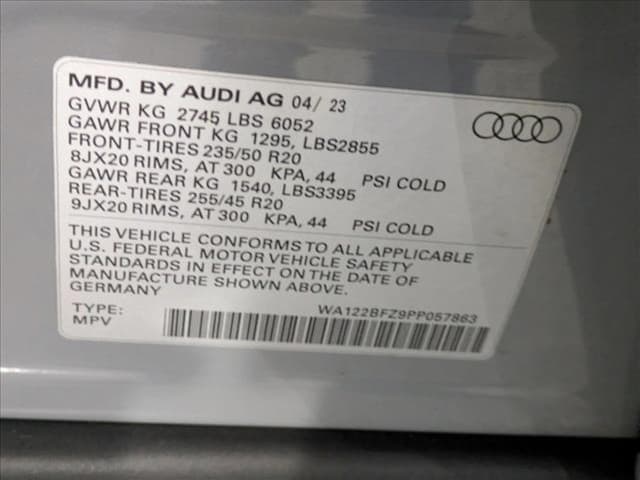 MFD. BY AUDI AG 04/ 23
GVWR KG 2745 LBS 6052
GAWR FRONT KG 1295, LBS2855
FRONT-TIRES 235/50 R20
8JX20 RIMS, AT 300 KPA, 44 PSI COLD
GAWR REAR KG 1540, LBS3395
REAR-TIRES 255/45 R20
9JX20 RIMS, AT 300 KPA, 44 PSI COLD
THIS VEHICLE CONFORMS TO ALL APPLICABLE
U.S. FEDERAL MOTOR VEHICLE SAFETY
STANDARDS IN EFFECT ON THE DATE OF
MANUFACTURE SHOWN ABOVE.
GERMANY
WA122BFZ9PP057863
TYPE:
MPV